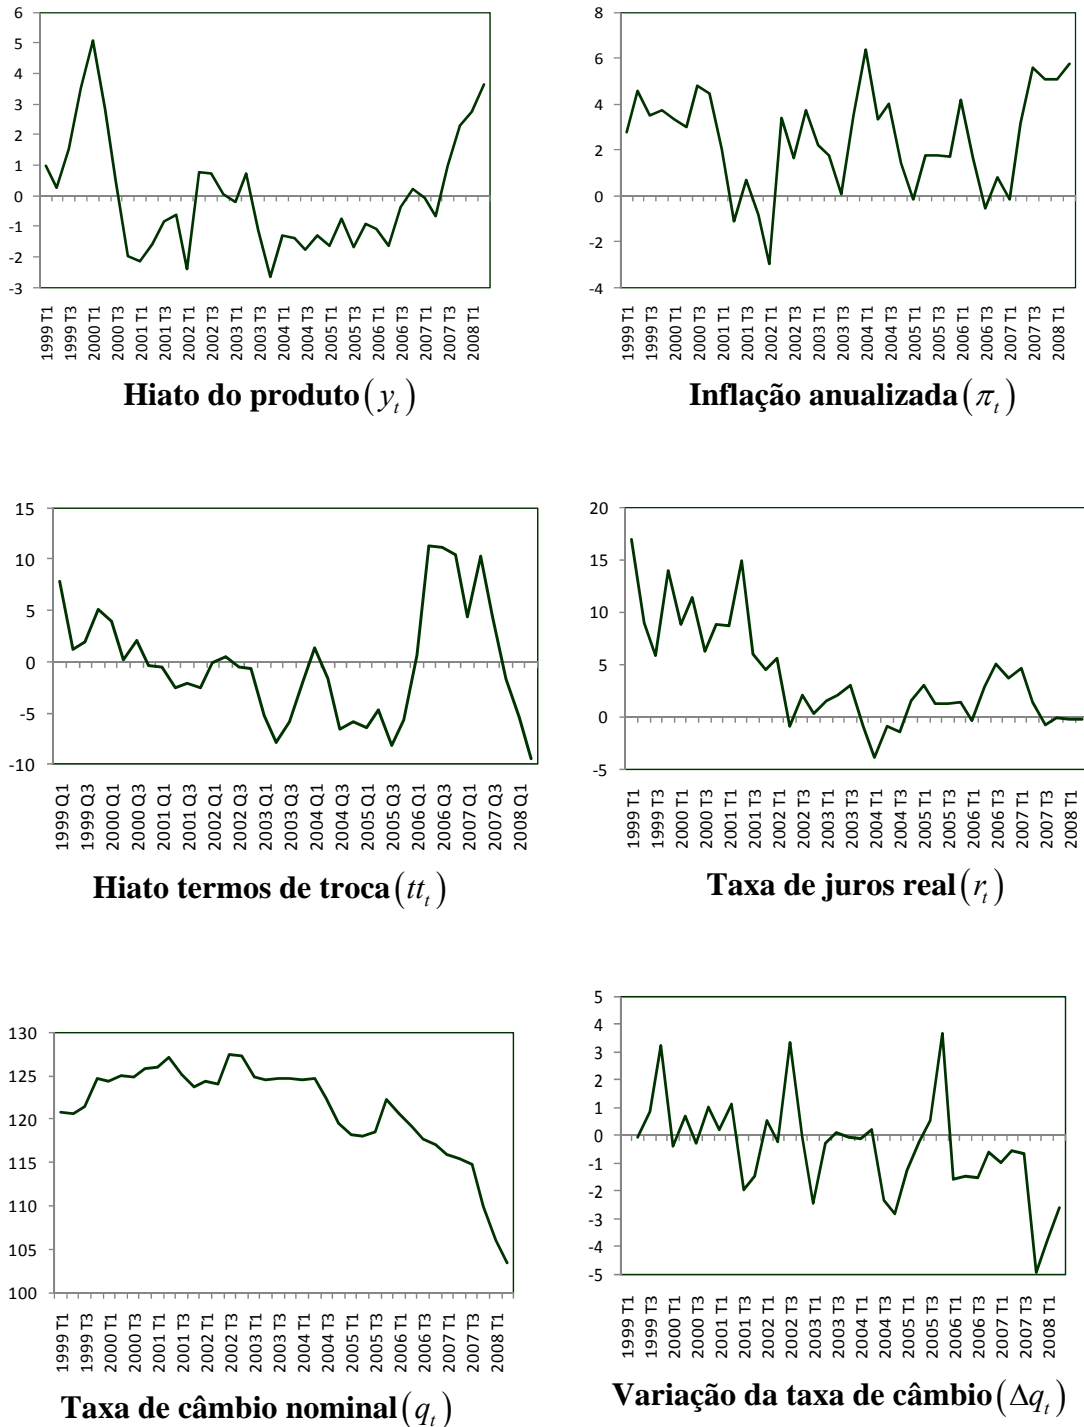 6
5
4
3
2
1
0
-1
-2
-3
1999 T1
1999 T3
2000 T1
2000 T3
2001 T1
2001 T3
2002 T1
2002 T3
2003 T1
2003 T3
2004 T1
2004 T3
2005 T1
2005 T3
2006 T1
2006 T3
2007 T1
2007 T3
2008 T1
Hiato do produto (y_t)
8
6
4
2
0
-2
-4
1999 T1
1999 T3
2000 T1
2000 T3
2001 T1
2001 T3
2002 T1
2002 T3
2003 T1
2003 T3
2004 T1
2004 T3
2005 T1
2005 T3
2006 T1
2006 T3
2007 T1
2007 T3
2008 T1
Inflação anualizada (π_t)
15
10
5
0
-5
-10
1999 Q1
1999 Q3
2000 Q1
2000 Q3
2001 Q1
2001 Q3
2002 Q1
2002 Q3
2003 Q1
2003 Q3
2004 Q1
2004 Q3
2005 Q1
2005 Q3
2006 Q1
2006 Q3
2007 Q1
2007 Q3
2008 Q1
Hiato termos de troca (tt_t)
20
15
10
5
0
-5
1999 T1
1999 T3
2000 T1
2000 T3
2001 T1
2001 T3
2002 T1
2002 T3
2003 T1
2003 T3
2004 T1
2004 T3
2005 T1
2005 T3
2006 T1
2006 T3
2007 T1
2007 T3
2008 T1
Taxa de juros real (r_t)
130
125
120
115
110
105
100
1999 T1
1999 T3
2000 T1
2000 T3
2001 T1
2001 T3
2002 T1
2002 T3
2003 T1
2003 T3
2004 T1
2004 T3
2005 T1
2005 T3
2006 T1
2006 T3
2007 T1
2007 T3
2008 T1
Taxa de câmbio nominal (q_t)
5
4
3
2
1
0
-1
-2
-3
-4
-5
1999 T1
1999 T3
2000 T1
2000 T3
2001 T1
2001 T3
2002 T1
2002 T3
2003 T1
2003 T3
2004 T1
2004 T3
2005 T1
2005 T3
2006 T1
2006 T3
2007 T1
2007 T3
2008 T1
Variação da taxa de câmbio (Δq_t)